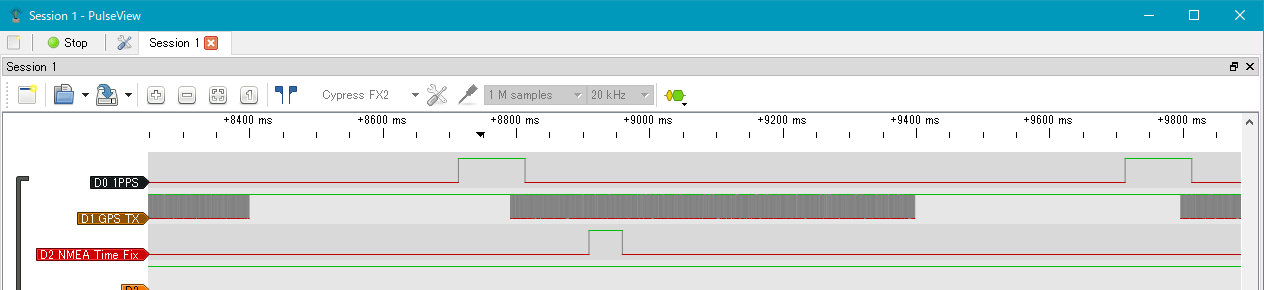 Session 1 - PulseView
Stop
Session 1
Session 1
Cypress FX2
1 M samples
20 kHz
+8400 ms
+8600 ms
+8800 ms
+9000 ms
+9200 ms
+9400 ms
+9600 ms
+9800 ms
D0 1PPS
D1 GPS TX
D2 NMEA Time Fix